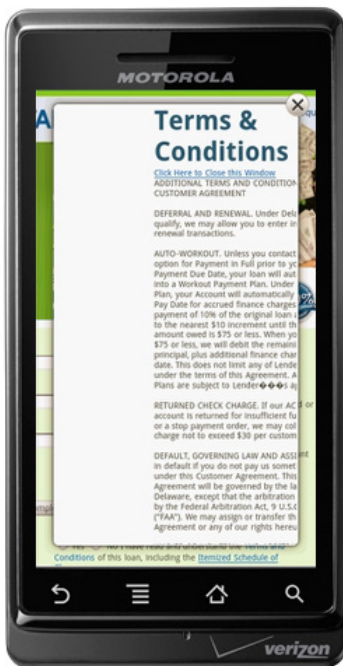 MOTOROLA
Terms &
Conditions
Click Here to Close this Window
ADDITIONAL TERMS AND CONDITION
CUSTOMER AGREEMENT
DEFERRAL AND RENEWAL. Under Dela
qualify, we may allow you to enter in
renewal transactions.
AUTO-WORKOUT. Unless you contact
option for Payment in Full prior to yo
Payment Due Date, your loan will aut
into a Workout Payment Plan. Under
Plan, your Account will automatically
Pay Date for accrued finance charges
payment of 10% of the original loan a
to the nearest $10 increment until th
amount owed is $75 or less. When yo
$75 or less, we will debit the remaini
principal, plus additional finance char
date. This does not limit any of Lende
under the terms of this Agreement. A
Plans are subject to Lender���s ap
RETURNED CHECK CHARGE. If our AC
account is returned for insufficient fu
or a stop payment order, we may col
charge not to exceed $30 per custom
DEFAULT, GOVERNING LAW AND ASSI
in default if you do not pay us somet
under this Customer Agreement. This
Agreement will be governed by the la
Delaware, except that the arbitration
by the Federal Arbitration Act, 9 U.S.C
("FAA"). We may assign or transfer th
Agreement or any of our rights hereu
Conditions of this loan, including the Itemized Schedule of
verizon